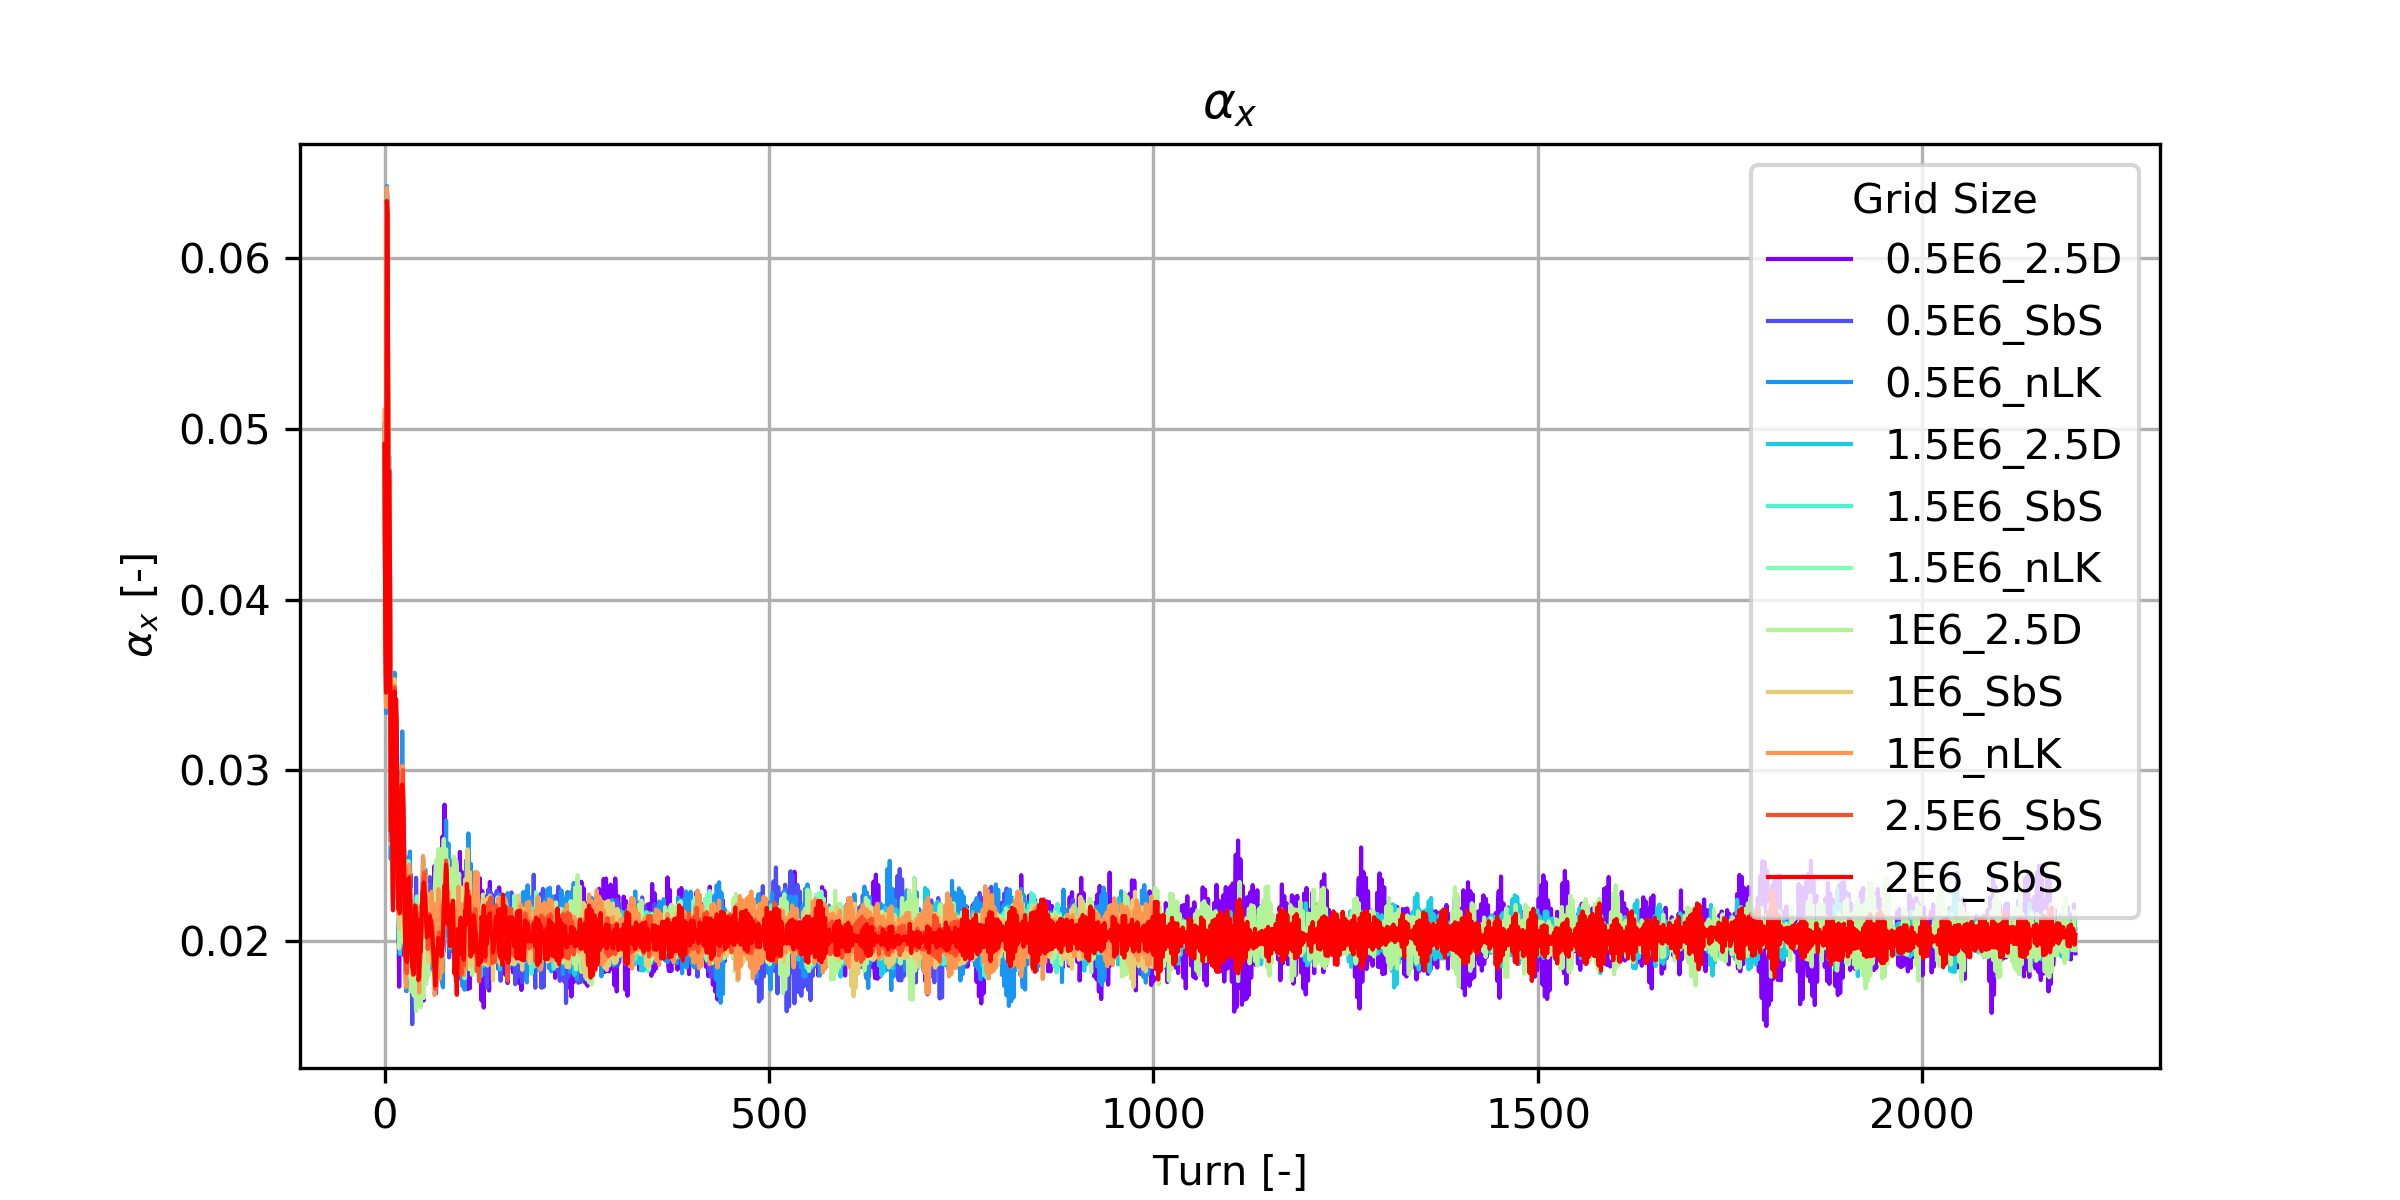 αx
αx [-]
0.06
0.05
0.04
0.03
0.02
0 500 1000 1500 2000
Turn [-]
Grid Size
0.5E6_2.5D
0.5E6_SbS
0.5E6_nLK
1.5E6_2.5D
1.5E6_SbS
1.5E6_nLK
1E6_2.5D
1E6_SbS
1E6_nLK
2.5E6_SbS
2E6_SbS